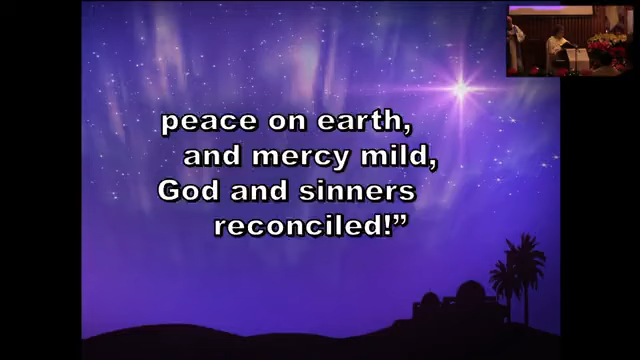 peace on earth,
and mercy mild,
God and sinners
reconciled!”